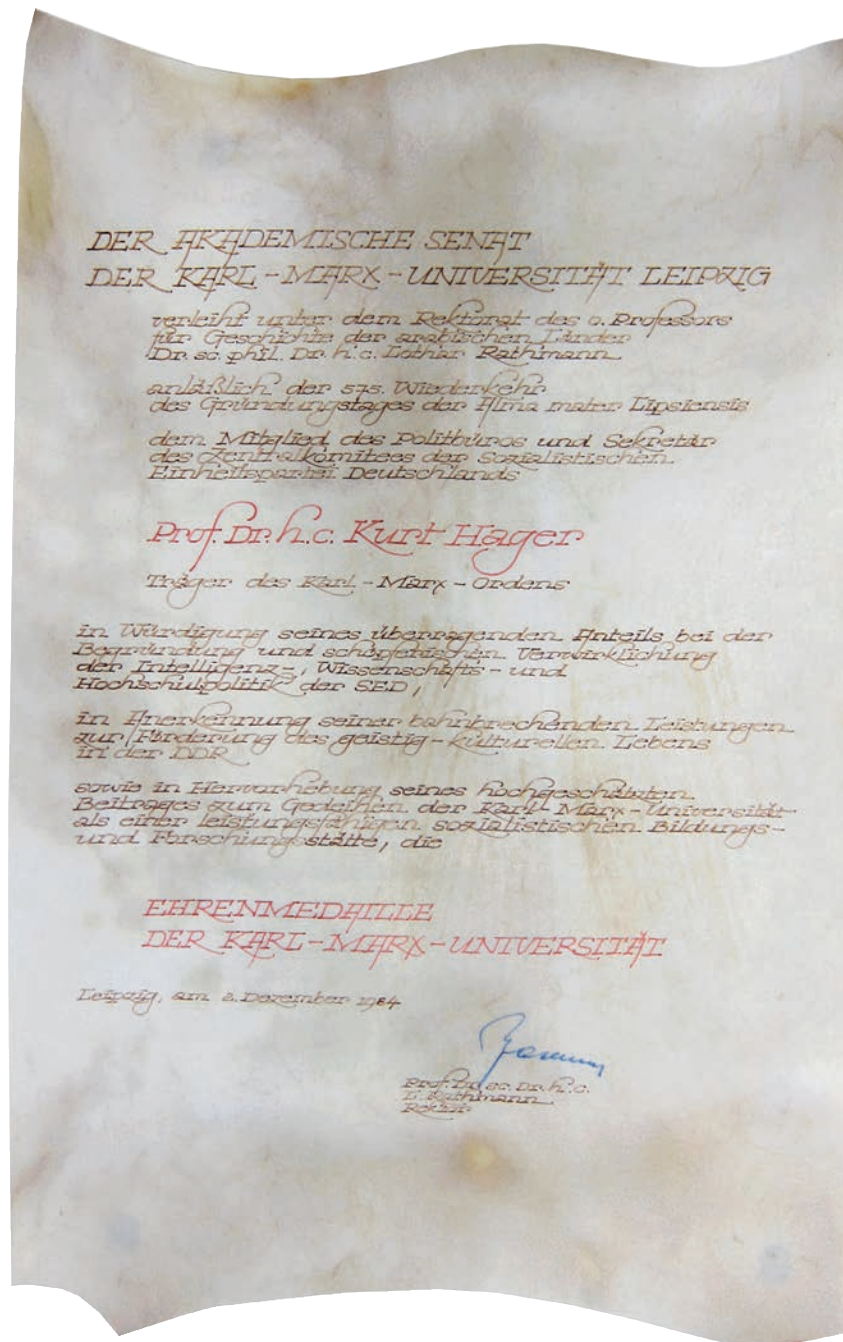 DER AKADEMISCHE SENAT
DER KARL-MARX-UNIVERSITÄT LEIPZIG
verleiht unter dem Rektorat des o. Professors
für Geschichte der arabischen Länder
Dr. sc. phil. Dr. h. c. Lothar Rathmann
anläßlich der 575. Wiederkehr
des Gründungstages der Alma mater Lipsiensis
dem Mitglied des Politbüros und Sekretär
des Zentralkomitees der Sozialistischen
Einheitspartei Deutschlands
Prof. Dr. h. c. Kurt Hager
Träger des Karl-Marx-Ordens
in Würdigung seines überragenden Anteils bei der
Begründung und schöpferischen Verwirklichung
der Intelligenz-, Wissenschafts- und
Hochschulpolitik der SED,
in Anerkennung seiner bahnbrechenden Leistungen
zur Förderung des geistig-kulturellen Lebens
in der DDR
sowie in Hervorhebung seines hochgeschätzten
Beitrages zum Gedeihen der Karl-Marx-Universität
als einer leistungsfähigen sozialistischen Bildungs-
und Forschungsstätte, die
EHRENMEDAILLE
DER KARL-MARX-UNIVERSITÄT
Leipzig, am Dezember 1984
Prof. Dr. sc. Dr. h. c.
L. Rathmann
Rektor